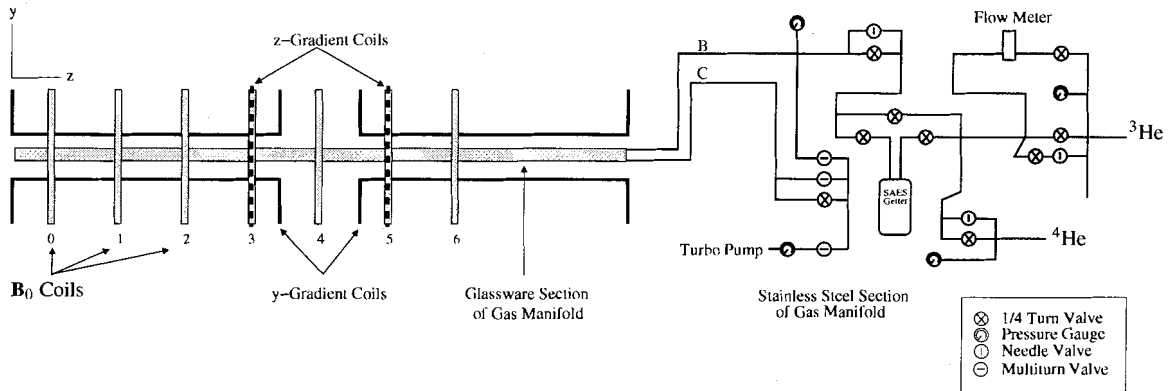 y
z
z-Gradient Coils
0 1 2 3 4 5 6
B0 Coils
y-Gradient Coils
Glassware Section
of Gas Manifold
B
C
Flow Meter
3He
SAES
Getter
4He
Turbo Pump
Stainless Steel Section
of Gas Manifold
1/4 Turn Valve
Pressure Gauge
Needle Valve
Multiturn Valve